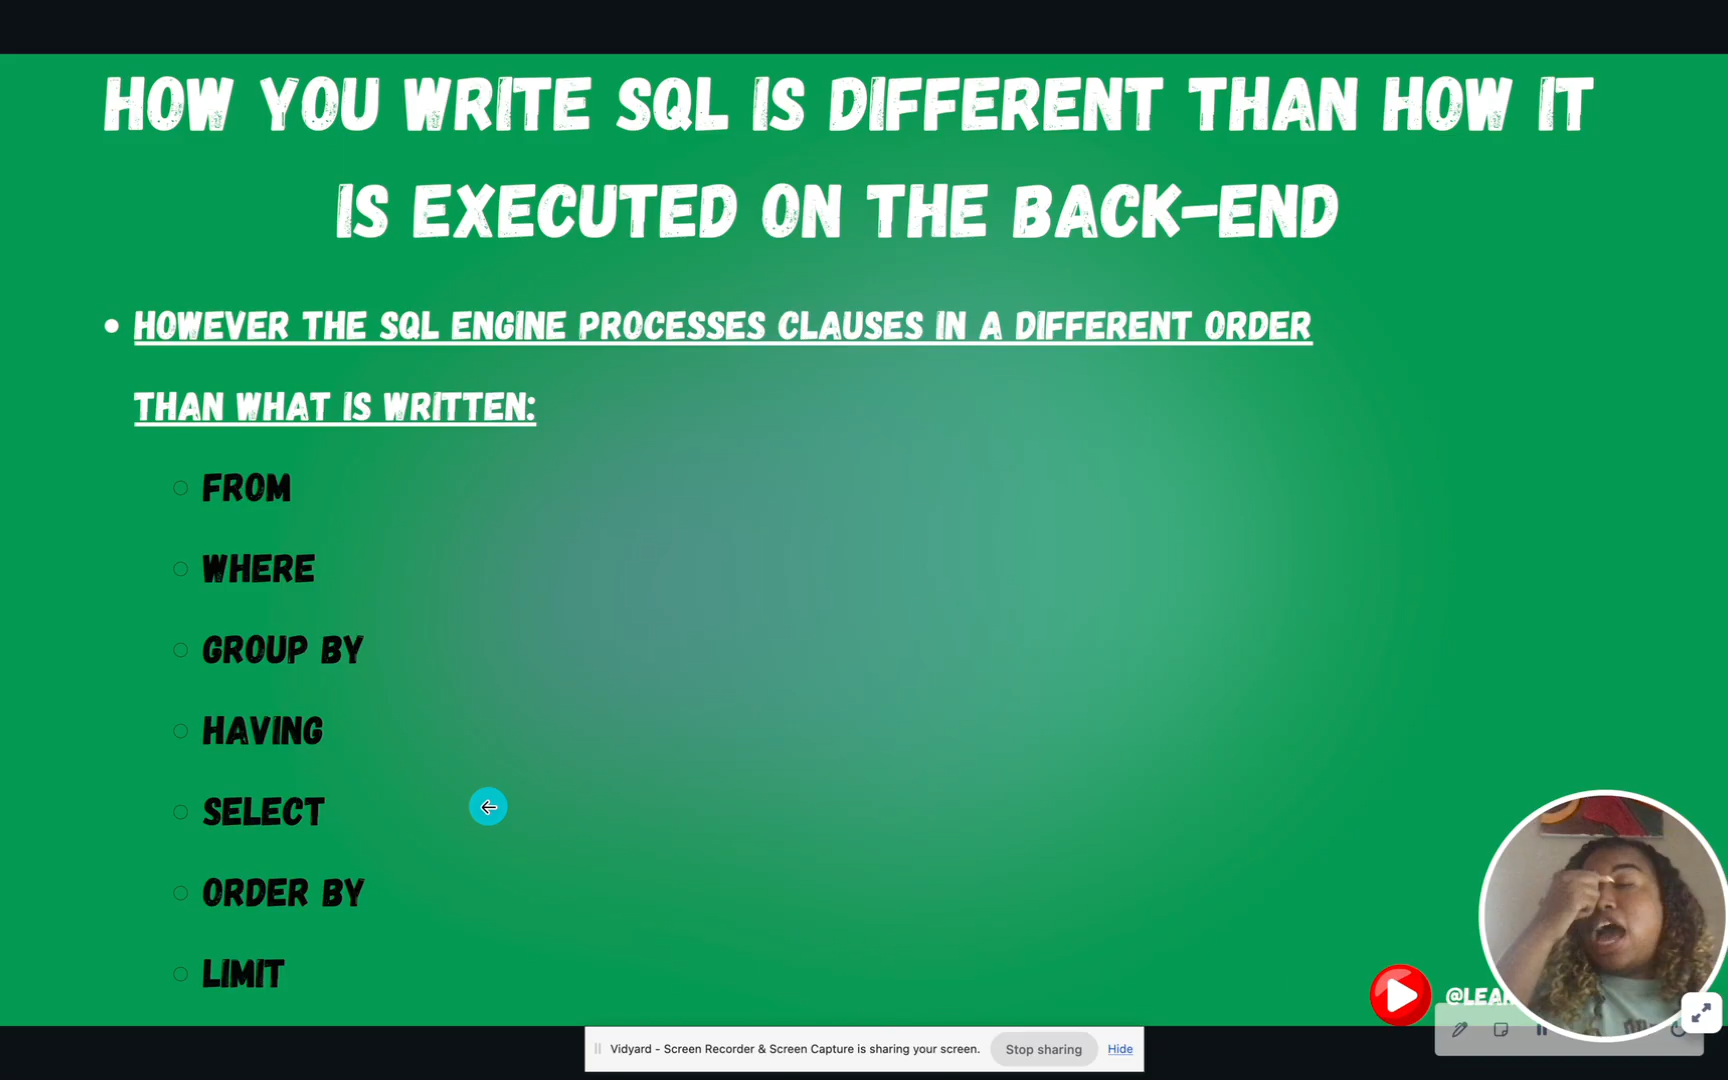 HOW YOU WRITE SQL IS DIFFERENT THAN HOW IT
IS EXECUTED ON THE BACK-END
HOWEVER THE SQL ENGINE PROCESSES CLAUSES IN A DIFFERENT ORDER
THAN WHAT IS WRITTEN:
FROM
WHERE
GROUP BY
HAVING
SELECT
ORDER BY
LIMIT
Vidyard - Screen Recorder & Screen Capture is sharing your screen. Stop sharing Hide